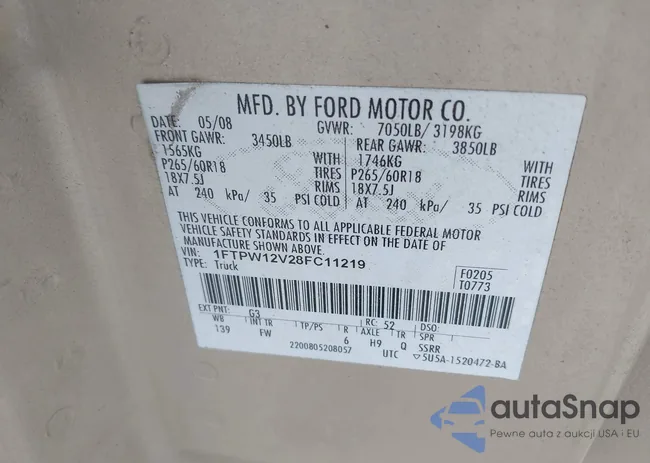 MFD. BY FORD MOTOR CO.
DATE: 05/08 GVWR: 7050LB/ 3198KG
FRONT GAWR: 3450LB REAR GAWR: 3850LB
1565KG WITH 1746KG WITH
P265/60R18 TIRES P265/60R18 TIRES
18X7.5J RIMS 18X7.5J RIMS
AT 240 kPa/ 35 PSI COLD AT 240 kPa/ 35 PSI COLD
THIS VEHICLE CONFORMS TO ALL APPLICABLE FEDERAL MOTOR
VEHICLE SAFETY STANDARDS IN EFFECT ON THE DATE OF
MANUFACTURE SHOWN ABOVE.
VIN: 1FTPW12V28FC11219 F0205
TYPE: Truck T0773
EXT PNT: G3 RC: 52 DSO:
WB INT TR TP/PS R AXLE TR SPR
139 FW 6 H9 Q SSRR
2200805208057 UTC ▽5U5A-1520472-BA
autaSnap
Pewne auta z aukcji USA · EU